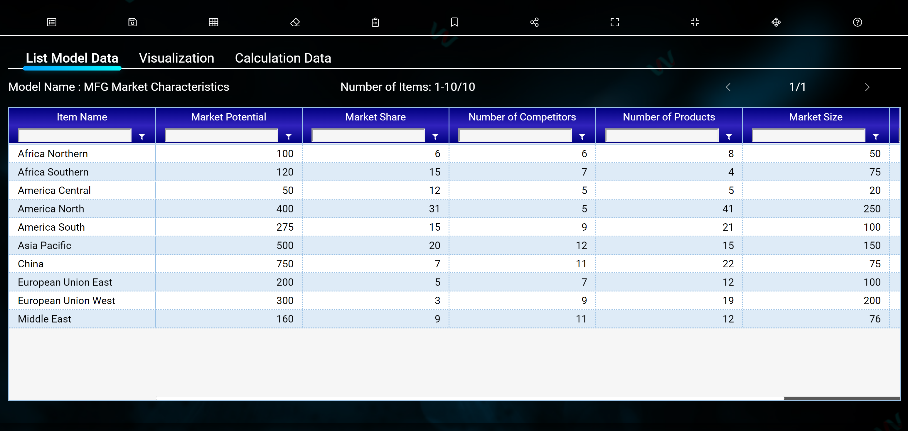 List Model Data Visualization Calculation Data
Model Name : MFG Market Characteristics Number of Items: 1-10/10 1/1
Item Name Market Potential Market Share Number of Competitors Number of Products Market Size
Africa Northern 100 6 6 8 50
Africa Southern 120 15 7 4 75
America Central 50 12 5 5 20
America North 400 31 5 41 250
America South 275 15 9 21 100
Asia Pacific 500 20 12 15 150
China 750 7 11 22 75
European Union East 200 5 7 12 100
European Union West 300 3 9 19 200
Middle East 160 9 11 12 76